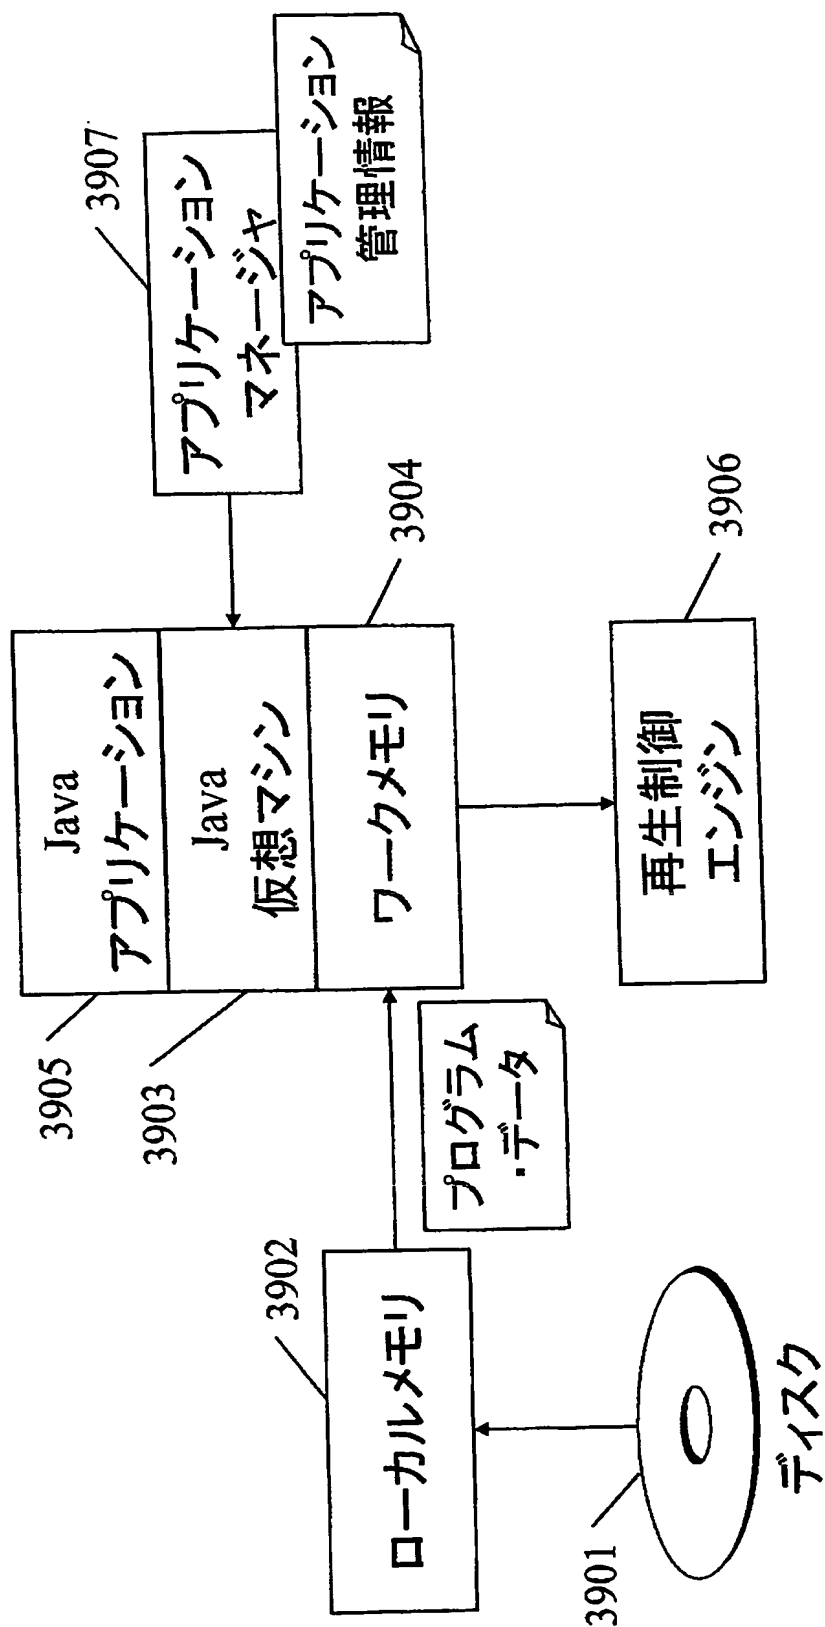 3907
アプリケーション
マネージャ
アプリケーション
管理情報
3905
Java
アプリケーション
3903
Java
仮想マシン
3904
ワークメモリ
3902
ローカルメモリ
プログラム
・データ
3906
再生制御
エンジン
3901
ディスク